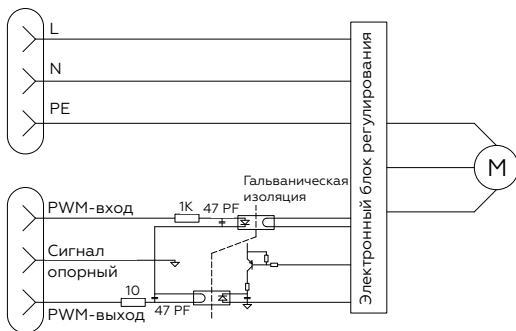 L
N
PE
Электронный блок регулирования
M
Гальваническая
изоляция
PWM-вход
1K
47 PF
Сигнал
опорный
10
47 PF
PWM-выход